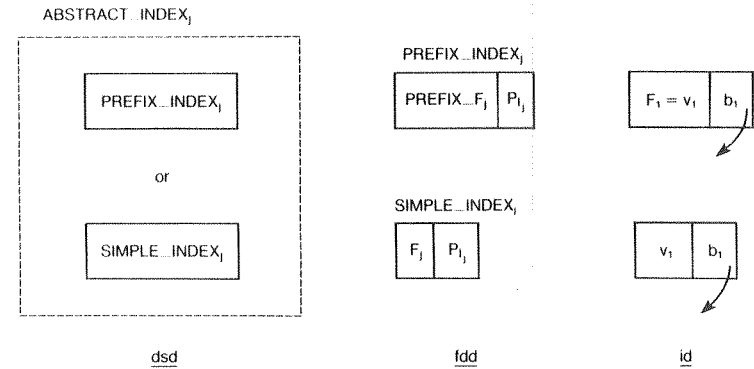 ABSTRACT_INDEXj
PREFIX_INDEXj
PREFIX_INDEXj
PREFIX_Fj PIj
F1 = v1 b1
or
SIMPLE_INDEXj
SIMPLE_INDEXj
Fj PIj
v1 b1
dsd fdd id